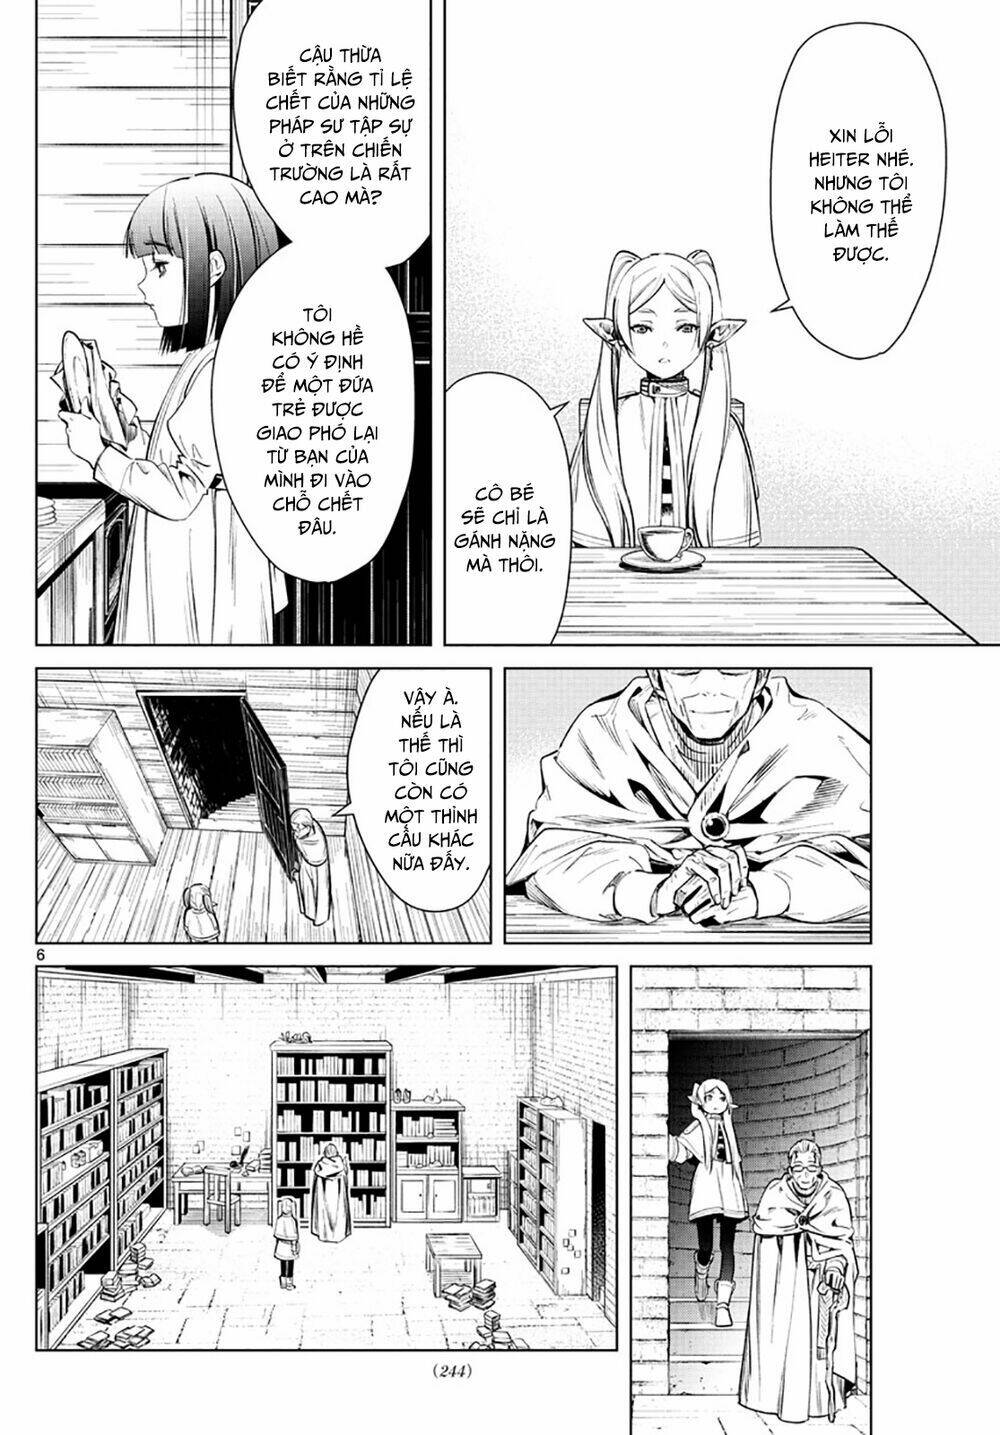 XIN LỖI
HEITER NHÉ.
NHƯNG TÔI
KHÔNG THỂ
LÀM THẾ
ĐƯỢC.
CÔ BÉ
SẼ CHỈ LÀ
GÁNH NẶNG
MÀ THÔI.
CẬU THỪA
BIẾT RẰNG TỈ LỆ
CHẾT CỦA NHỮNG
PHÁP SƯ TẬP SỰ
Ở TRÊN CHIẾN
TRƯỜNG LÀ RẤT
CAO MÀ?
TÔI
KHÔNG HỀ
CÓ Ý ĐỊNH
ĐỂ MỘT ĐỨA
TRẺ ĐƯỢC
GIAO PHÓ LẠI
TỪ BẠN CỦA
MÌNH ĐI VÀO
CHỖ CHẾT
ĐÂU.
VẬY À.
NẾU LÀ
THẾ THÌ
TÔI CŨNG
CÒN CÓ
MỘT THỈNH
CẦU KHÁC
NỮA ĐẤY.
6
(244)